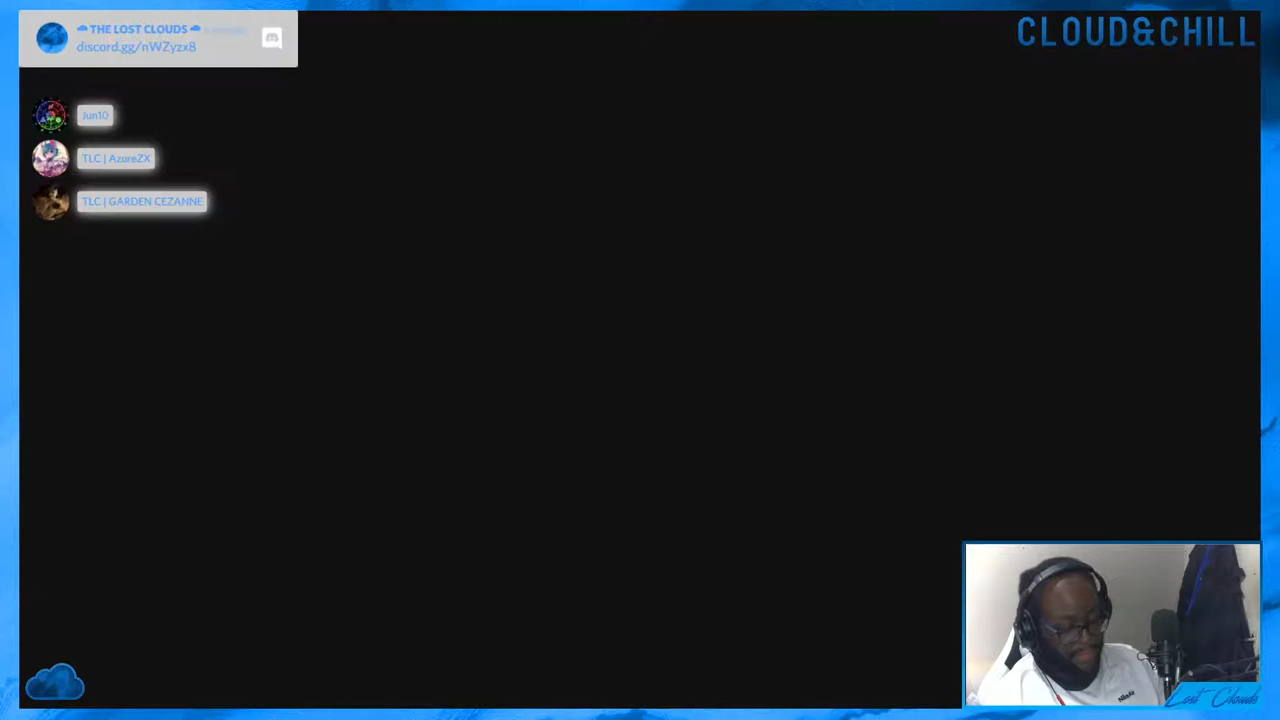 THE LOST CLOUDS
discord.gg/nWZyzx8
CLOUD&CHILL
Jun10
TLC | AzureZX
TLC | GARDEN CEZANNE
Lost Clouds